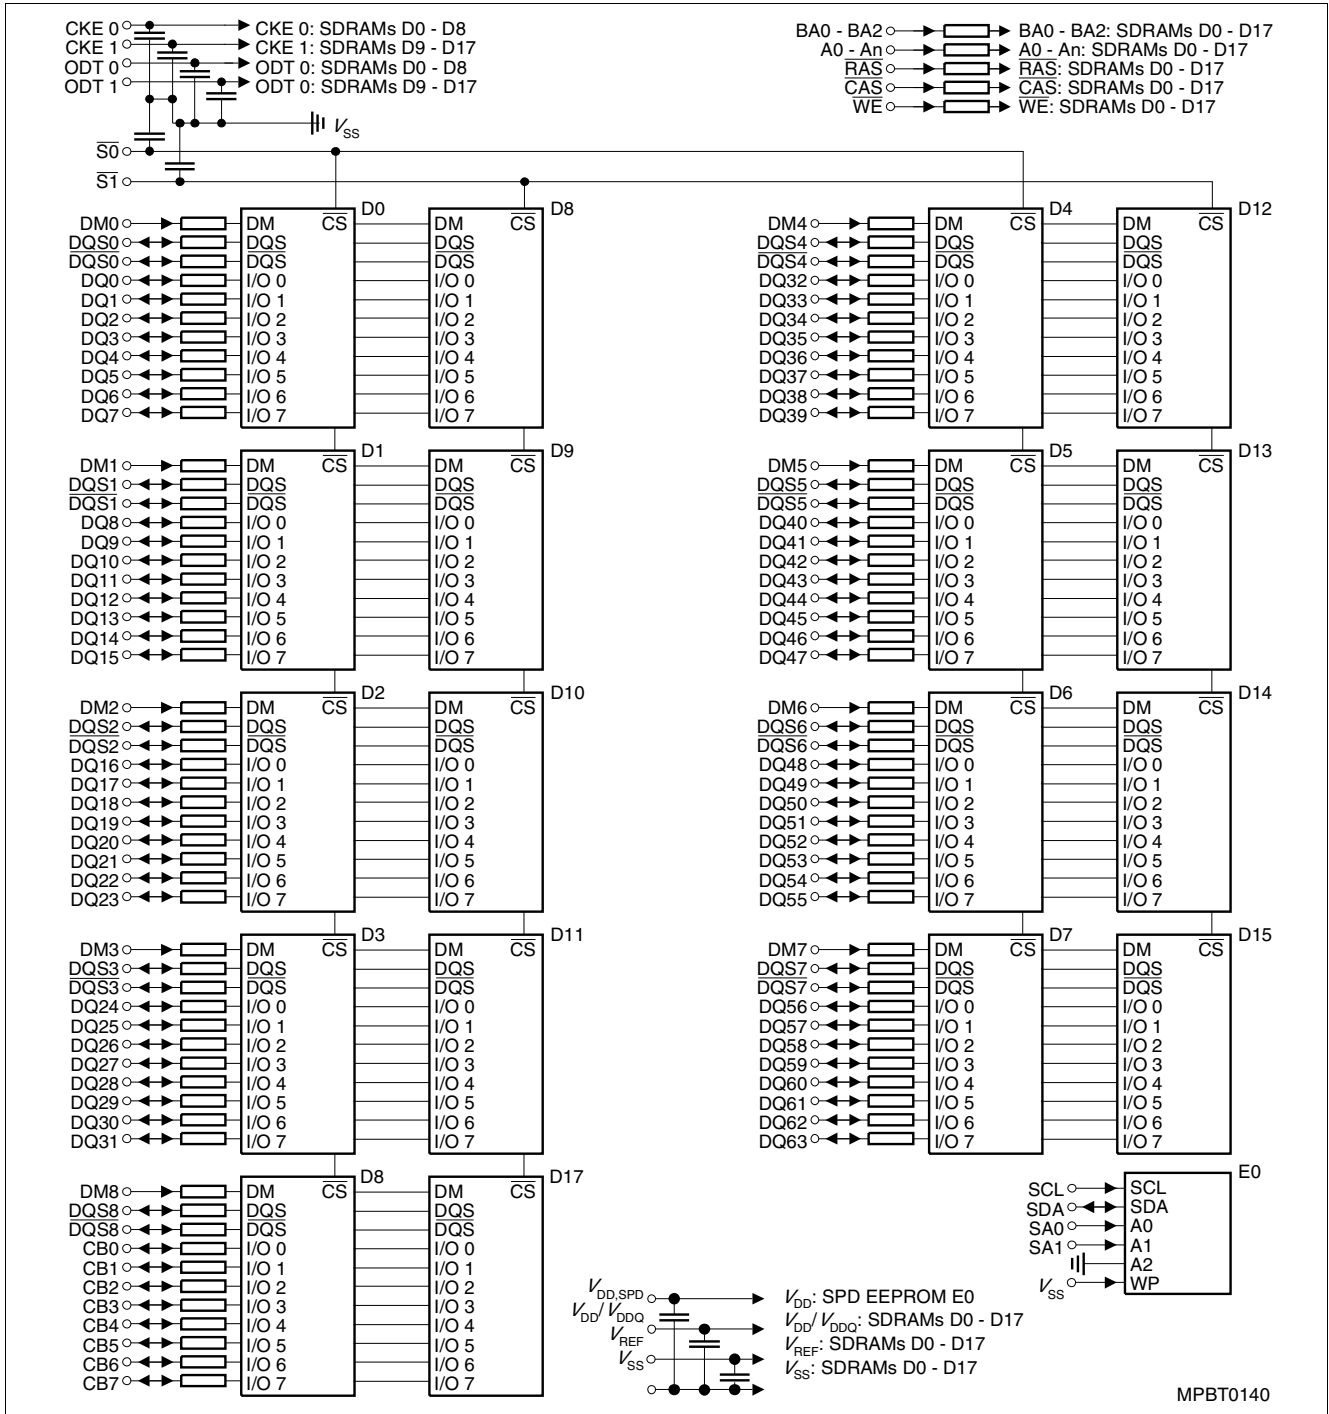 CKE 0 CKE 0: SDRAMs D0 - D8
CKE 1 CKE 1: SDRAMs D9 - D17
ODT 0 ODT 0: SDRAMs D0 - D8
ODT 1 ODT 0: SDRAMs D9 - D17
BA0 - BA2 BA0 - BA2: SDRAMs D0 - D17
A0 - An A0 - An: SDRAMs D0 - D17
RAS RAS: SDRAMs D0 - D17
CAS CAS: SDRAMs D0 - D17
WE WE: SDRAMs D0 - D17
VSS
S0
S1
D0 D8
DM0 DM CS DM CS
DQS0 DQS DQS
DQS0 DQS DQS
DQ0 I/O 0 I/O 0
DQ1 I/O 1 I/O 1
DQ2 I/O 2 I/O 2
DQ3 I/O 3 I/O 3
DQ4 I/O 4 I/O 4
DQ5 I/O 5 I/O 5
DQ6 I/O 6 I/O 6
DQ7 I/O 7 I/O 7
D1 D9
DM1 DM CS DM CS
DQS1 DQS DQS
DQS1 DQS DQS
DQ8 I/O 0 I/O 0
DQ9 I/O 1 I/O 1
DQ10 I/O 2 I/O 2
DQ11 I/O 3 I/O 3
DQ12 I/O 4 I/O 4
DQ13 I/O 5 I/O 5
DQ14 I/O 6 I/O 6
DQ15 I/O 7 I/O 7
D2 D10
DM2 DM CS DM CS
DQS2 DQS DQS
DQS2 DQS DQS
DQ16 I/O 0 I/O 0
DQ17 I/O 1 I/O 1
DQ18 I/O 2 I/O 2
DQ19 I/O 3 I/O 3
DQ20 I/O 4 I/O 4
DQ21 I/O 5 I/O 5
DQ22 I/O 6 I/O 6
DQ23 I/O 7 I/O 7
D3 D11
DM3 DM CS DM CS
DQS3 DQS DQS
DQS3 DQS DQS
DQ24 I/O 0 I/O 0
DQ25 I/O 1 I/O 1
DQ26 I/O 2 I/O 2
DQ27 I/O 3 I/O 3
DQ28 I/O 4 I/O 4
DQ29 I/O 5 I/O 5
DQ30 I/O 6 I/O 6
DQ31 I/O 7 I/O 7
D8 D17
DM8 DM CS DM CS
DQS8 DQS DQS
DQS8 DQS DQS
CB0 I/O 0 I/O 0
CB1 I/O 1 I/O 1
CB2 I/O 2 I/O 2
CB3 I/O 3 I/O 3
CB4 I/O 4 I/O 4
CB5 I/O 5 I/O 5
CB6 I/O 6 I/O 6
CB7 I/O 7 I/O 7
D4 D12
DM4 DM CS DM CS
DQS4 DQS DQS
DQS4 DQS DQS
DQ32 I/O 0 I/O 0
DQ33 I/O 1 I/O 1
DQ34 I/O 2 I/O 2
DQ35 I/O 3 I/O 3
DQ36 I/O 4 I/O 4
DQ37 I/O 5 I/O 5
DQ38 I/O 6 I/O 6
DQ39 I/O 7 I/O 7
D5 D13
DM5 DM CS DM CS
DQS5 DQS DQS
DQS5 DQS DQS
DQ40 I/O 0 I/O 0
DQ41 I/O 1 I/O 1
DQ42 I/O 2 I/O 2
DQ43 I/O 3 I/O 3
DQ44 I/O 4 I/O 4
DQ45 I/O 5 I/O 5
DQ46 I/O 6 I/O 6
DQ47 I/O 7 I/O 7
D6 D14
DM6 DM CS DM CS
DQS6 DQS DQS
DQS6 DQS DQS
DQ48 I/O 0 I/O 0
DQ49 I/O 1 I/O 1
DQ50 I/O 2 I/O 2
DQ51 I/O 3 I/O 3
DQ52 I/O 4 I/O 4
DQ53 I/O 5 I/O 5
DQ54 I/O 6 I/O 6
DQ55 I/O 7 I/O 7
D7 D15
DM7 DM CS DM CS
DQS7 DQS DQS
DQS7 DQS DQS
DQ56 I/O 0 I/O 0
DQ57 I/O 1 I/O 1
DQ58 I/O 2 I/O 2
DQ59 I/O 3 I/O 3
DQ60 I/O 4 I/O 4
DQ61 I/O 5 I/O 5
DQ62 I/O 6 I/O 6
DQ63 I/O 7 I/O 7
E0
SCL SCL
SDA SDA
SA0 A0
SA1 A1
A2
VSS WP
VDD,SPD VDD: SPD EEPROM E0
VDD/ VDDQ VDD/ VDDQ: SDRAMs D0 - D17
VREF VREF: SDRAMs D0 - D17
VSS VSS: SDRAMs D0 - D17
MPBT0140